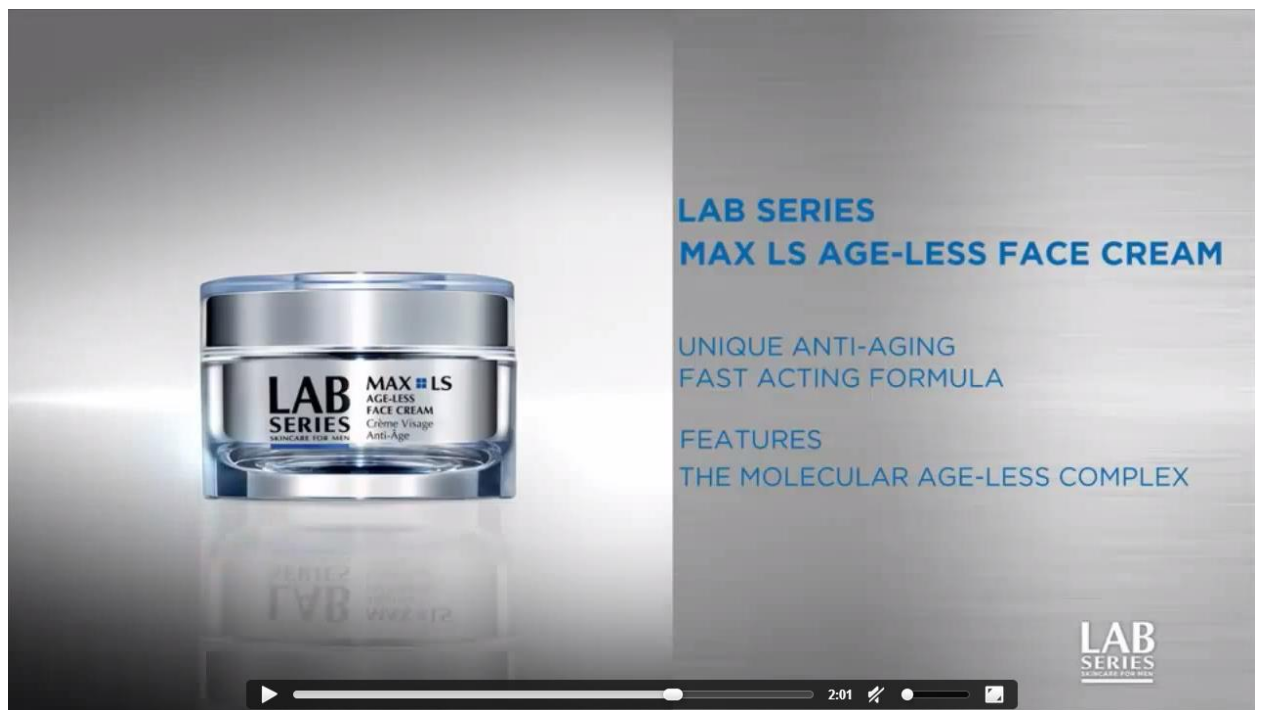 LAB SERIES
MAX LS AGE-LESS FACE CREAM
UNIQUE ANTI-AGING
FAST ACTING FORMULA
FEATURES
THE MOLECULAR AGE-LESS COMPLEX
LAB
SERIES
SKINCARE FOR MEN
MAX LS
AGE-LESS
FACE CREAM
Crème Visage
Anti-Âge
LAB
SERIES
SKINCARE FOR MEN
2:01